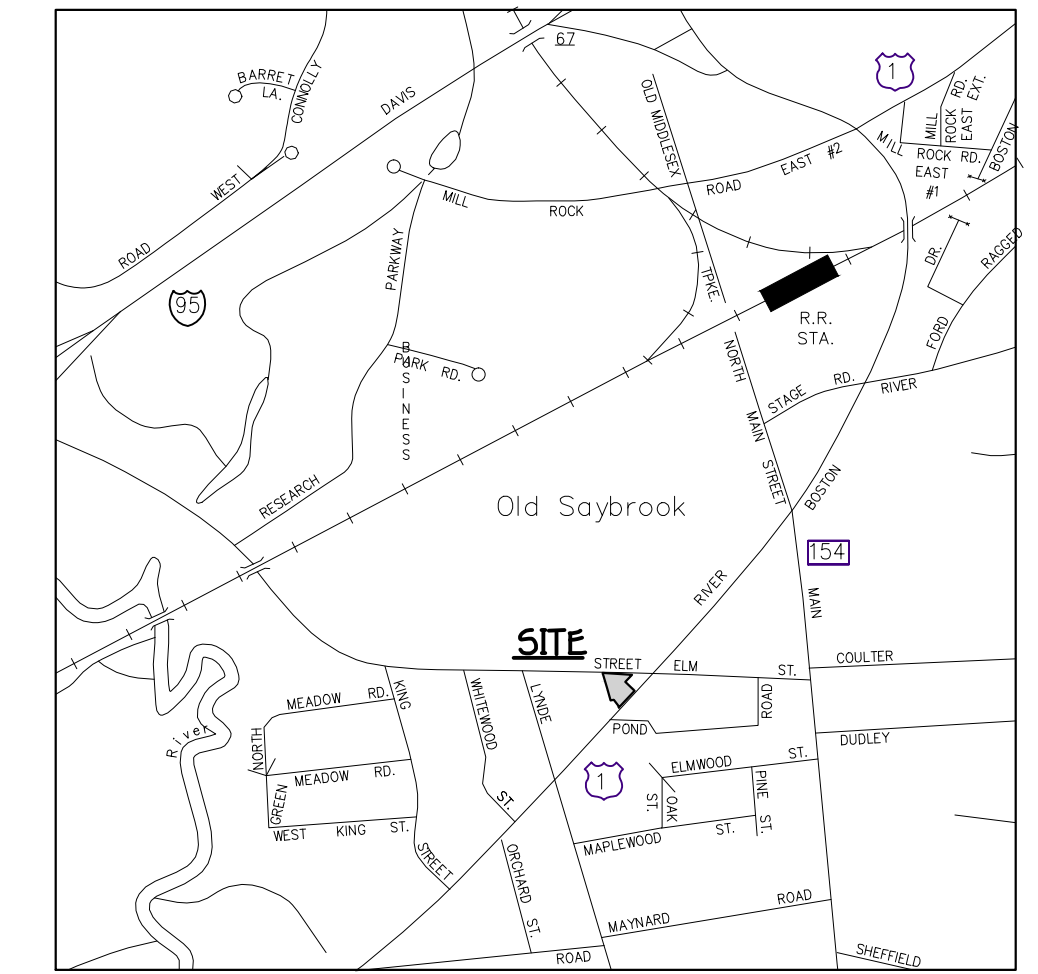 67
1
BARRET
LA.
CONNOLLY
DAVIS
OLD MIDDLESEX
TPKE.
MILL
ROCK RD.
EAST EXT.
MILL
ROCK RD.
EAST
#1
BOSTON
WEST
ROAD
MILL
ROCK
ROAD
EAST #2
PARKWAY
DR.
RAGGED
FORD
95
R.R.
STA.
PARK RD.
BUSINESS
NORTH
MAIN
STREET
STAGE RD.
RIVER
RESEARCH
Old Saybrook
BOSTON
154
RIVER
MAIN
SITE
STREET
ELM
ST.
COULTER
MEADOW RD.
KING
WHITEWOOD
LYNDE
ROAD
POND
River
NORTH
DUDLEY
MEADOW RD.
GREEN
1
ELMWOOD ST.
ST.
OAK
PINE ST.
ST.
WEST KING ST.
STREET
ORCHARD
ST.
MAPLEWOOD ST.
MAYNARD ROAD
ROAD
SHEFFIELD